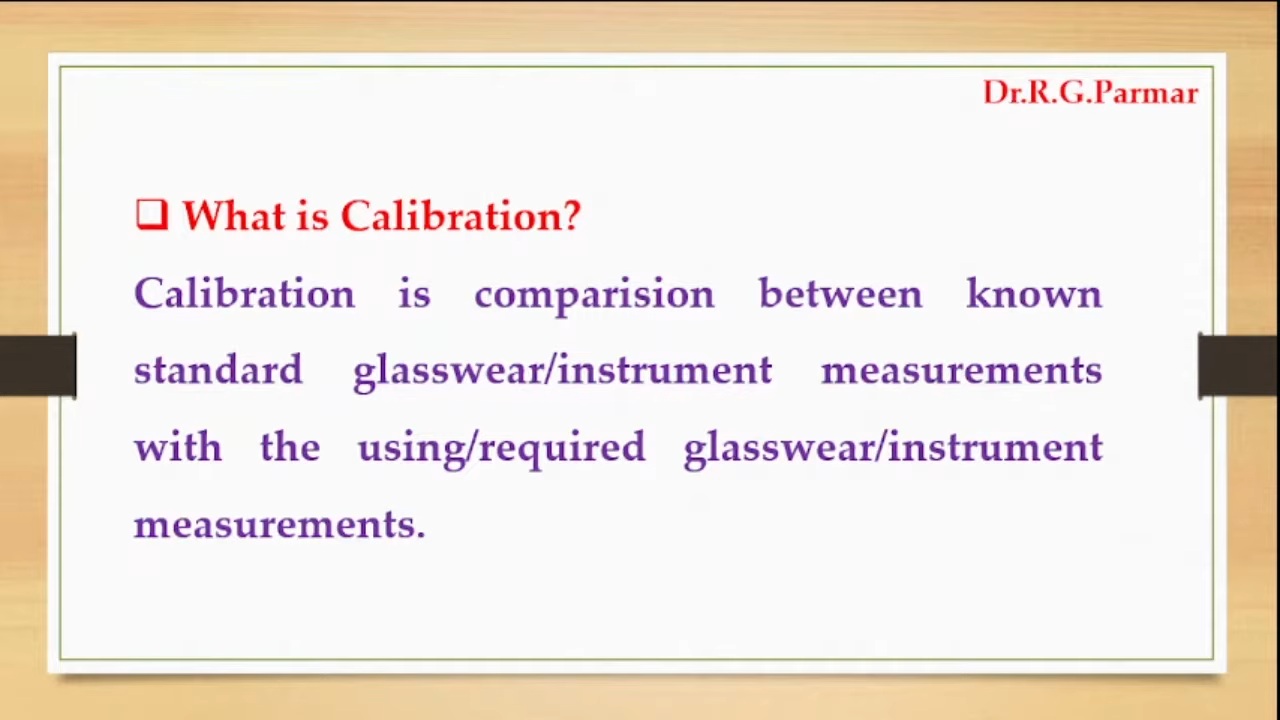 Dr.R.G.Parmar
❑ What is Calibration?
Calibration is comparision between known
standard glasswear/instrument measurements
with the using/required glasswear/instrument
measurements.